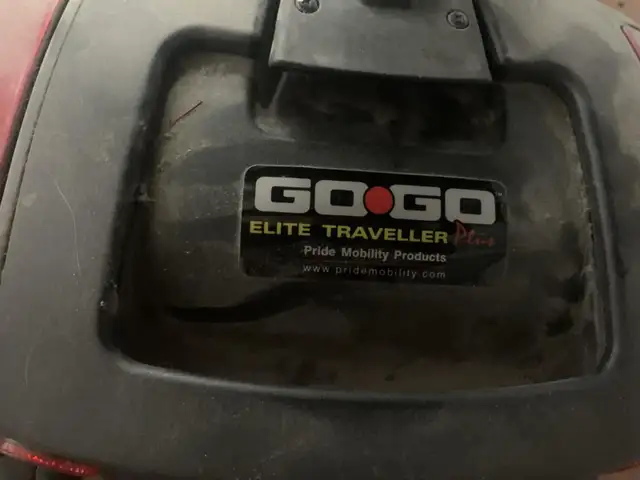 GO GO
ELITE TRAVELLER Plus
Pride Mobility Products
www.pridemobility.com